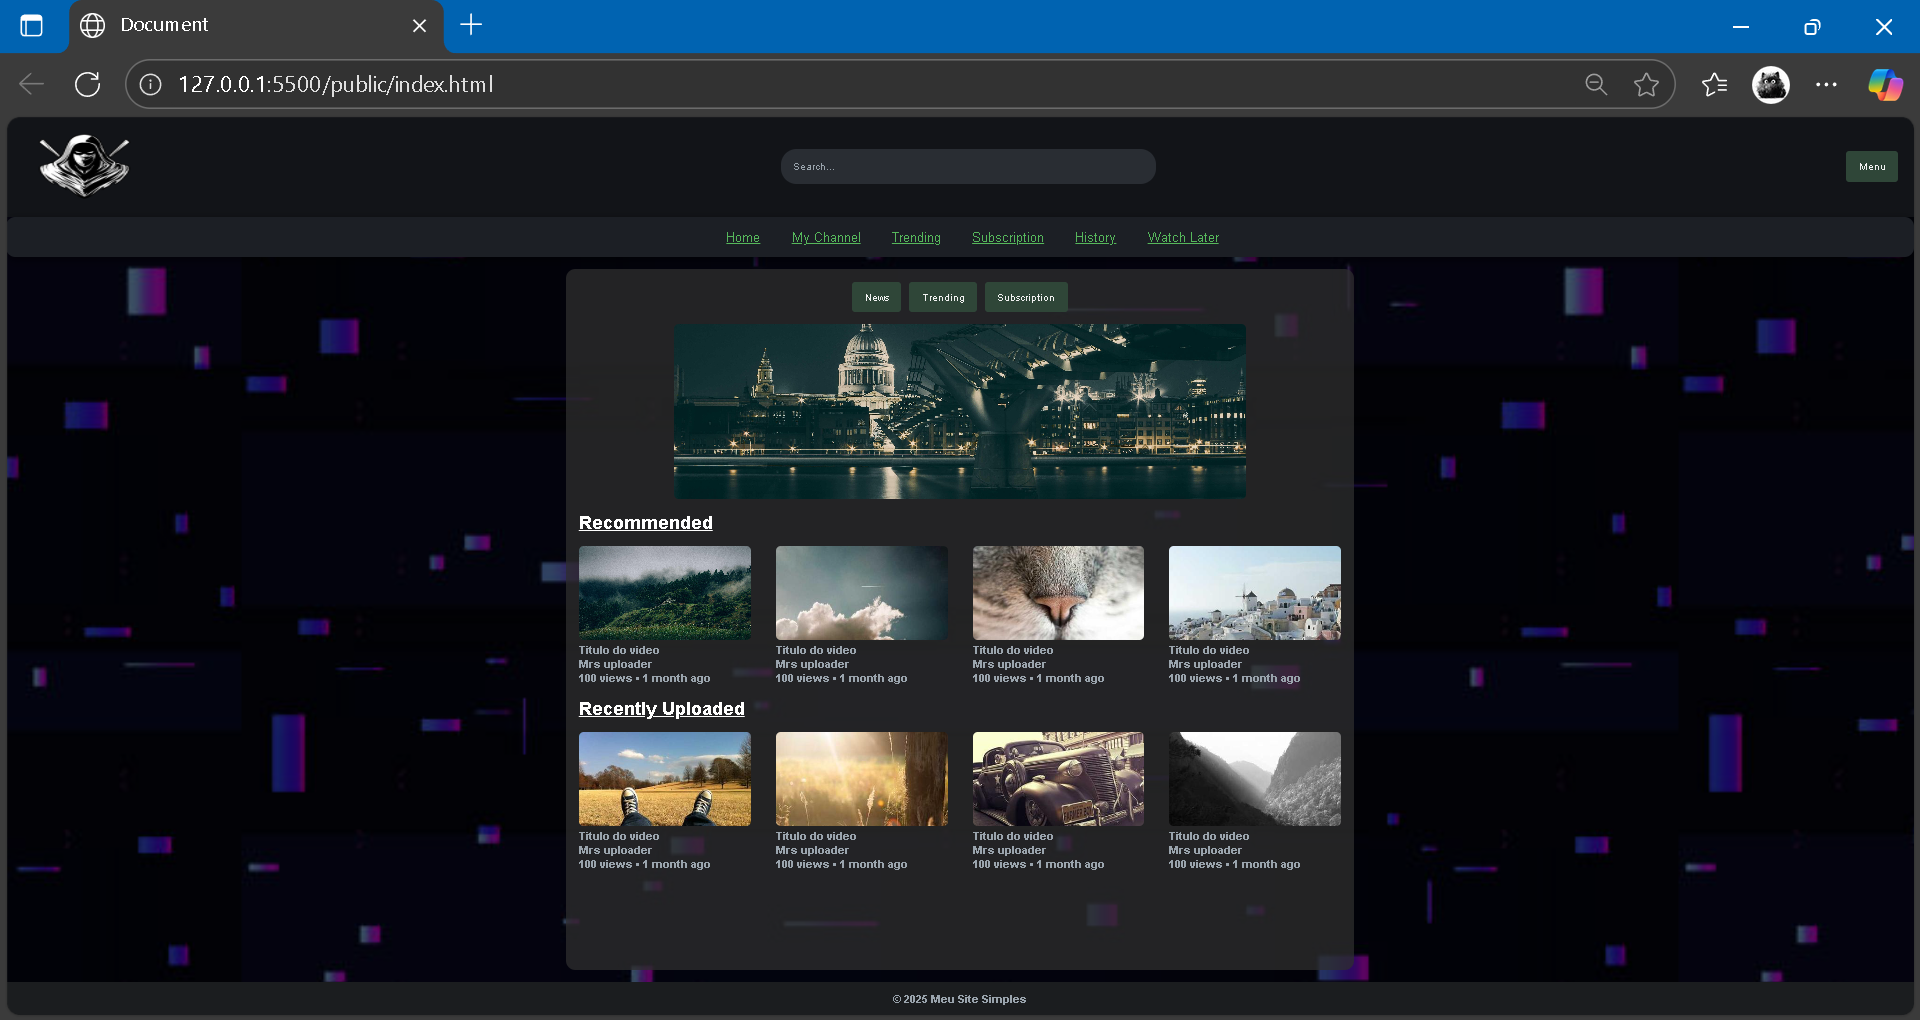 Document
127.0.0.1:5500/public/index.html
Search...
Menu
Home My Channel Trending Subscription History Watch Later
News Trending Subscription
Recommended
Titulo do video Titulo do video Titulo do video Titulo do video
Mrs uploader Mrs uploader Mrs uploader Mrs uploader
100 views • 1 month ago 100 views • 1 month ago 100 views • 1 month ago 100 views • 1 month ago
Recently Uploaded
Titulo do video Titulo do video Titulo do video Titulo do video
Mrs uploader Mrs uploader Mrs uploader Mrs uploader
100 views • 1 month ago 100 views • 1 month ago 100 views • 1 month ago 100 views • 1 month ago
© 2025 Meu Site Simples